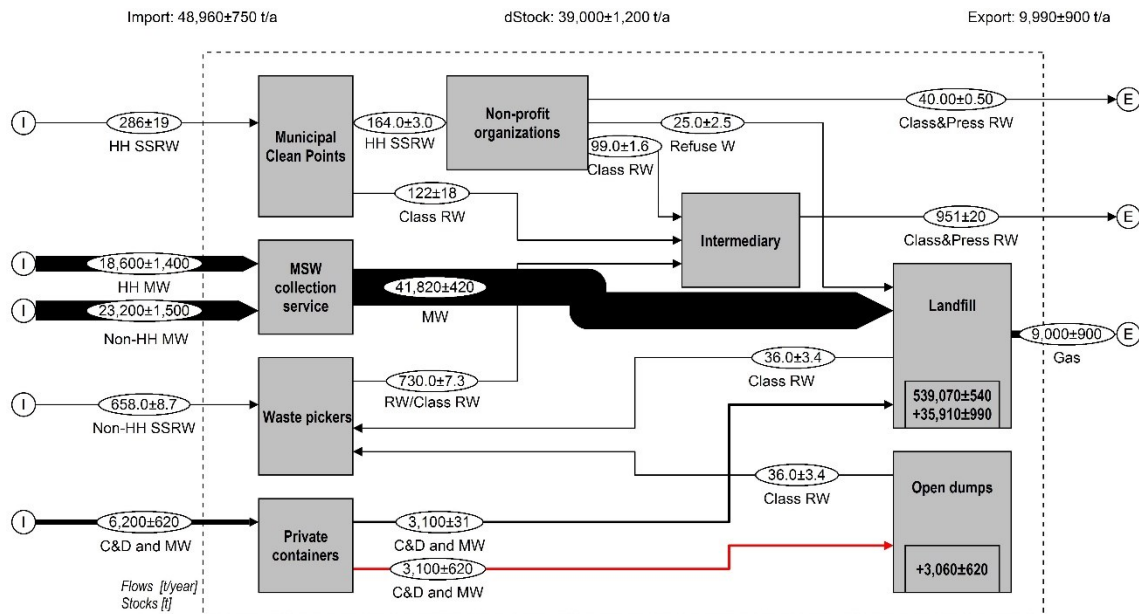 Import: 48,960±750 t/a
dStock: 39,000±1,200 t/a
Export: 9,990±900 t/a
I
286±19
HH SSRW
Municipal
Clean Points
164.0±3.0
HH SSRW
Non-profit
organizations
40.00±0.50
Class&Press RW
E
25.0±2.5
Refuse W
99.0±1.6
Class RW
122±18
Class RW
Intermediary
951±20
Class&Press RW
E
I
18,600±1,400
HH MW
I
23,200±1,500
Non-HH MW
MSW
collection
service
41,820±420
MW
Landfill
539,070±540
+35,910±990
9,000±900
Gas
E
I
658.0±8.7
Non-HH SSRW
Waste pickers
730.0±7.3
RW/Class RW
36.0±3.4
Class RW
36.0±3.4
Class RW
Open dumps
+3,060±620
I
6,200±620
C&D and MW
Private
containers
3,100±31
C&D and MW
3,100±620
C&D and MW
Flows [t/year]
Stocks [t]